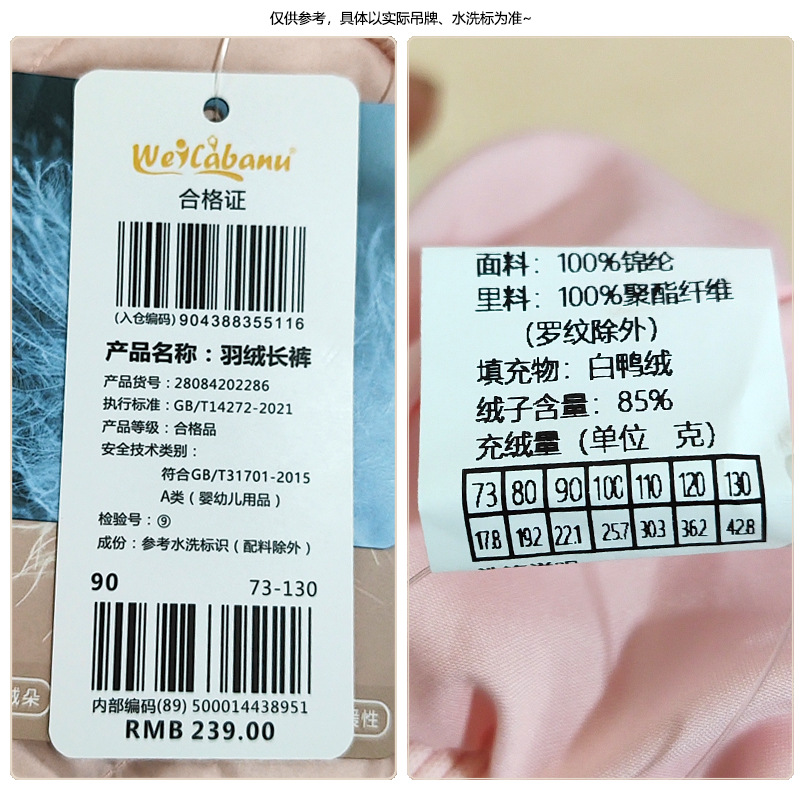 仅供参考，具体以实际吊牌、水洗标为准~
WeiCabanu®
合格证
(入仓编码) 904388355116
产品名称：羽绒长裤
产品货号：28084202286
执行标准：GB/T14272-2021
产品等级：合格品
安全技术类别：
符合GB/T31701-2015
A类（婴幼儿用品）
检验号：⑨
成份：参考水洗标识（配料除外）
90 73-130
内部编码(89) 500014438951
RMB 239.00
绒朵
暖性
面料：100%锦纶
里料：100%聚酯纤维
(罗纹除外)
填充物：白鸭绒
绒子含量：85%
充绒量（单位 克）
73 80 90 100 110 120 130
17.8 19.2 22.1 25.7 30.3 36.2 42.8